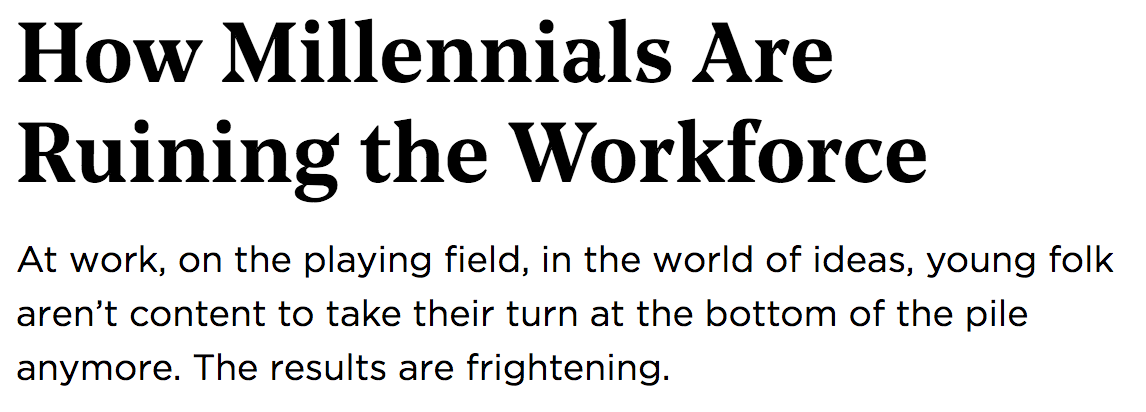 How Millennials Are
Ruining the Workforce
At work, on the playing field, in the world of ideas, young folk
aren’t content to take their turn at the bottom of the pile
anymore. The results are frightening.